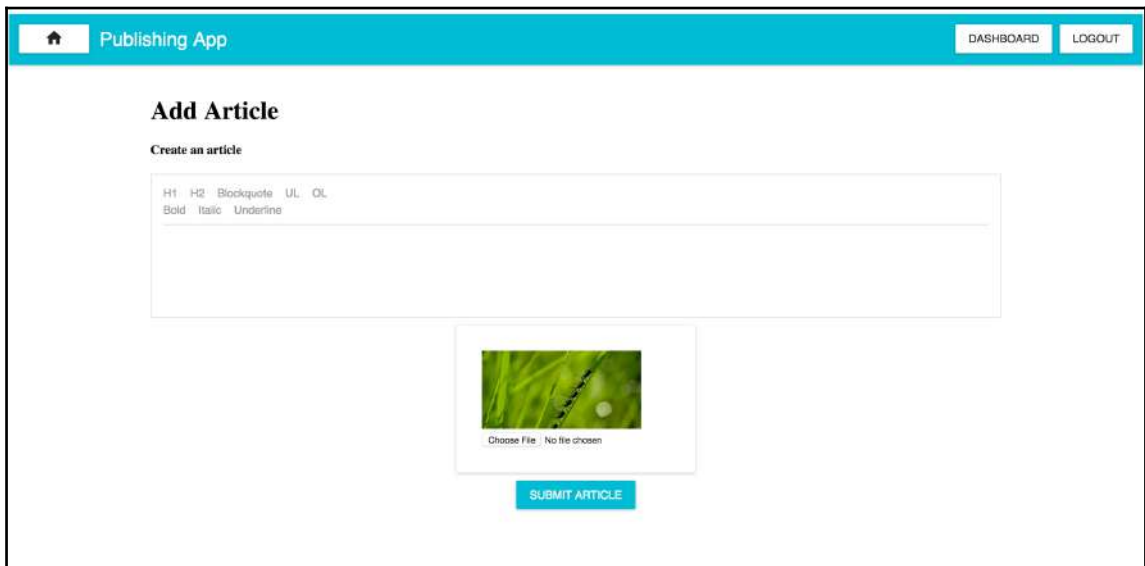 Publishing App DASHBOARD LOGOUT
Add Article
Create an article
H1 H2 Blockquote UL OL
Bold Italic Underline
Choose File No file chosen
SUBMIT ARTICLE